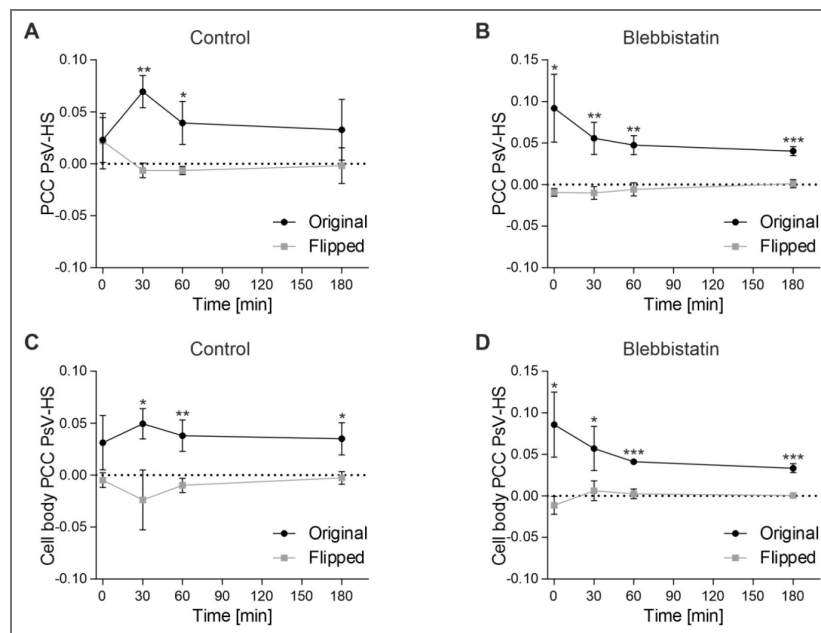 A
Control
PCC PsV-HS
0.10
0.05
0.00
-0.05
-0.10
**
*
Original
Flipped
0 30 60 90 120 150 180
Time [min]
B
Blebbistatin
PCC PsV-HS
0.15
0.10
0.05
0.00
-0.05
-0.10
*
**
**
***
Original
Flipped
0 30 60 90 120 150 180
Time [min]
C
Control
Cell body PCC PsV-HS
0.10
0.05
0.00
-0.05
-0.10
*
**
*
Original
Flipped
0 30 60 90 120 150 180
Time [min]
D
Blebbistatin
Cell body PCC PsV-HS
0.15
0.10
0.05
0.00
-0.05
-0.10
*
*
***
***
Original
Flipped
0 30 60 90 120 150 180
Time [min]